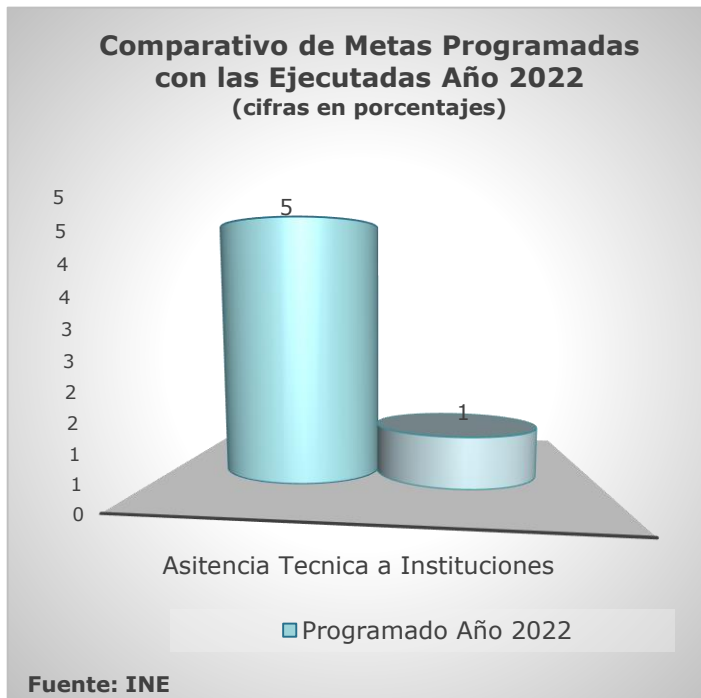 Comparativo de Metas Programadas
con las Ejecutadas Año 2022
(cifras en porcentajes)
5
5
4
4
3
3
2
2
1
1
0
5
1
Asitencia Tecnica a Instituciones
Programado Año 2022
Fuente: INE